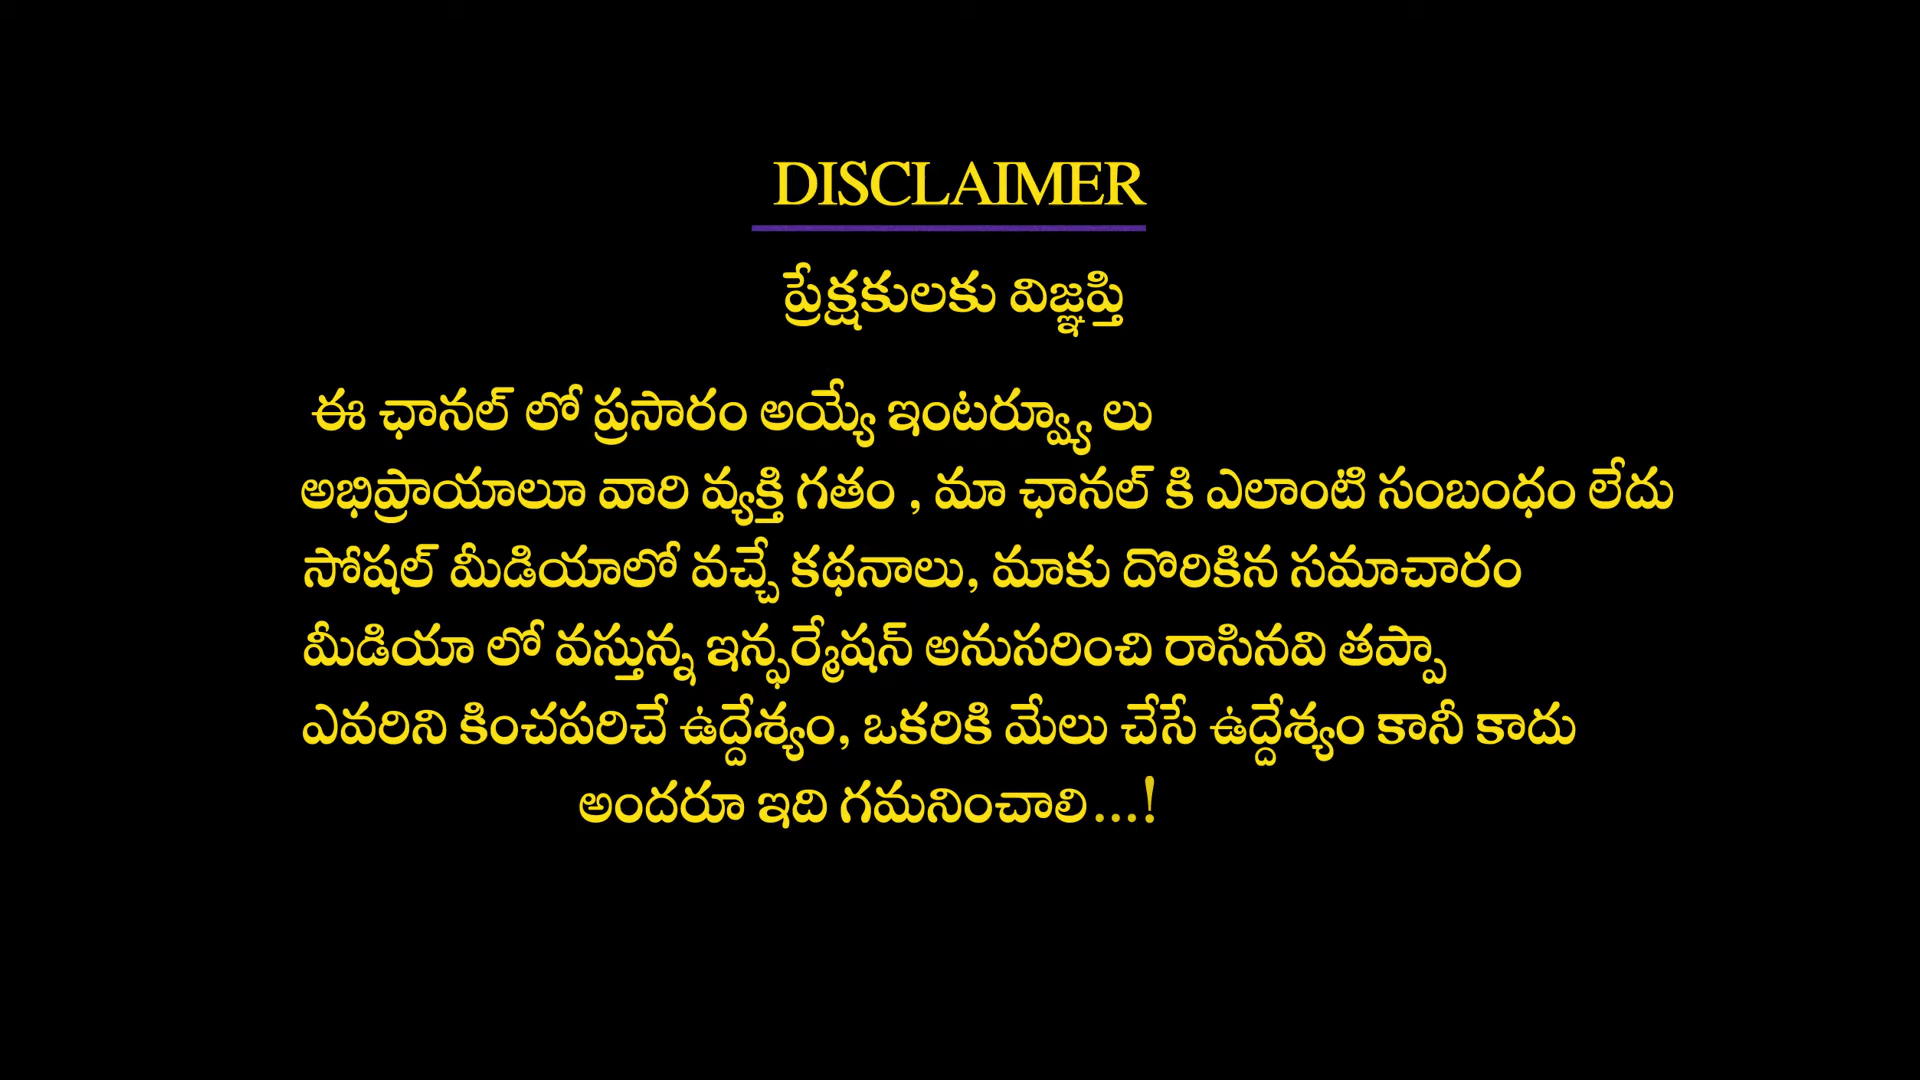 DISCLAIMER
ప్రేక్షకులకు విజ్ఞప్తి
ఈ ఛానల్ లో ప్రసారం అయ్యే ఇంటర్వ్యూ లు
అభిప్రాయాలూ వారి వ్యక్తి గతం , మా ఛానల్ కి ఎలాంటి సంబంధం లేదు
సోషల్ మీడియాలో వచ్చే కథనాలు, మాకు దొరికిన సమాచారం
మీడియా లో వస్తున్న ఇన్ఫర్మేషన్ అనుసరించి రాసినవి తప్పా
ఎవరిని కించపరిచే ఉద్దేశ్యం, ఒకరికి మేలు చేసే ఉద్దేశ్యం కానీ కాదు
అందరూ ఇది గమనించాలి...!